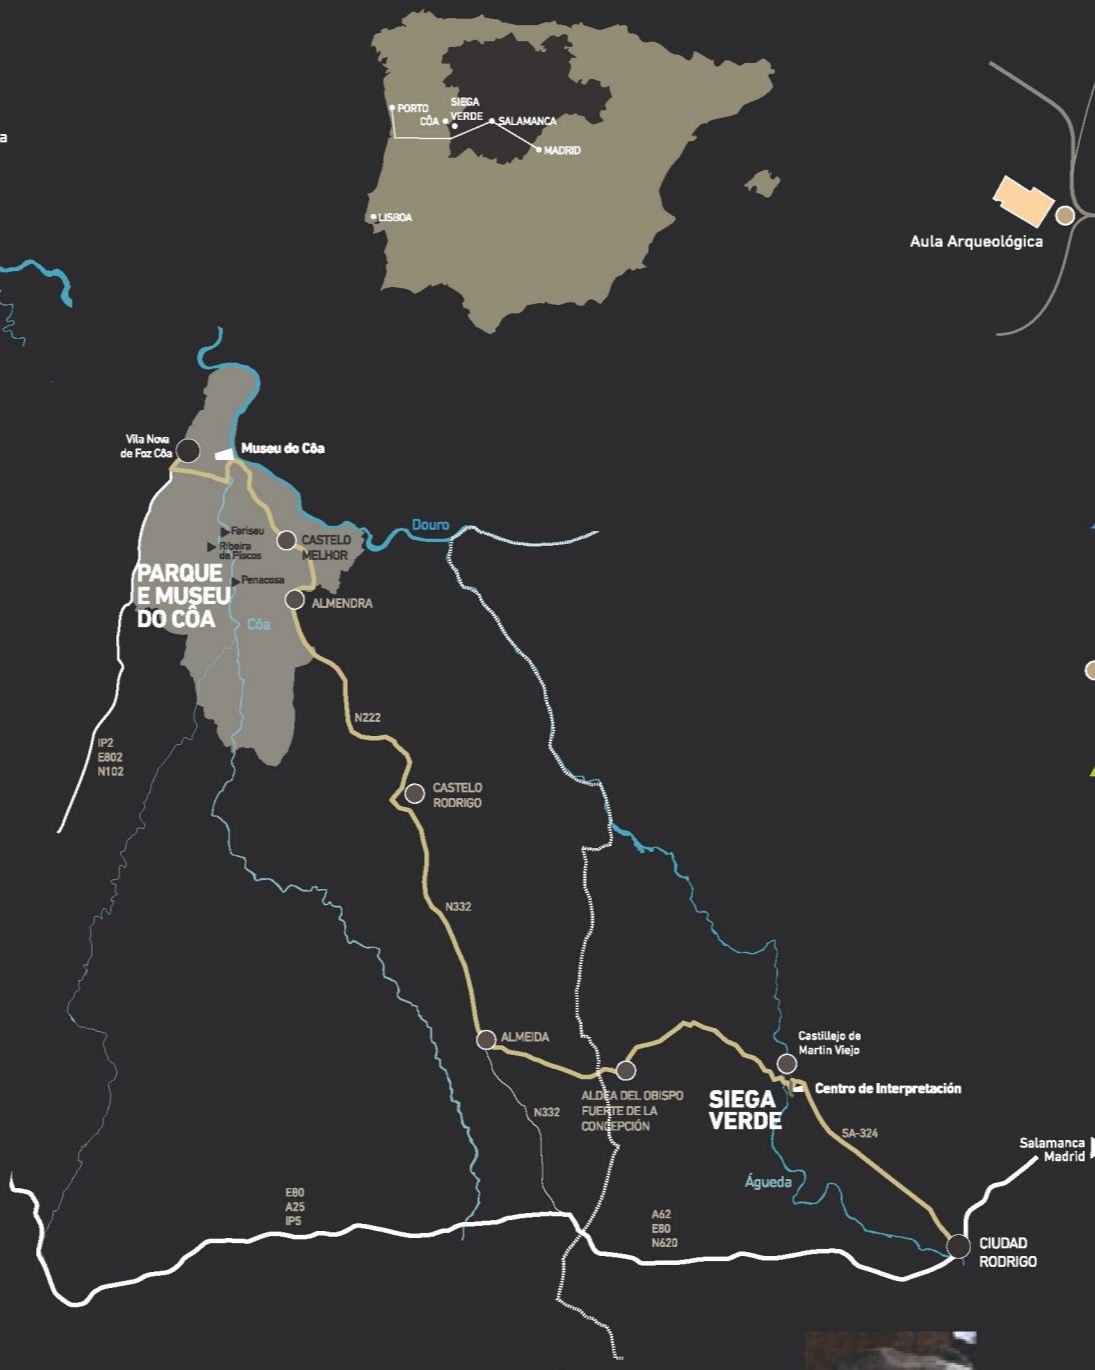 a
PORTO
CÔA
SIEGA
VERDE
SALAMANCA
MADRID
LISBOA
Aula Arqueológica
Vila Nova
de Foz Côa
Museu do Côa
Douro
Fariseu
Ribeira
de Piscos
CASTELO
MELHOR
PARQUE
E MUSEU
DO CÔA
Penacosa
ALMENDRA
Côa
N222
IP2
E802
N102
CASTELO
RODRIGO
N332
ALMEIDA
Castillejo de
Martin Viejo
ALDEA DEL OBISPO
FUERTE DE LA
CONCEPCIÓN
SIEGA
VERDE
Centro de Interpretación
N332
SA-324
Salamanca
Madrid
Águeda
E80
A25
IP5
A62
E80
N620
CIUDAD
RODRIGO